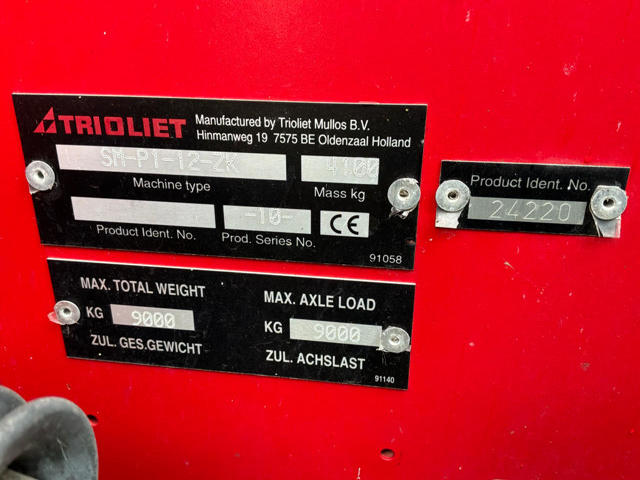 TRIOLIET
Manufactured by Trioliet Mullos B.V.
Hinmanweg 19 7575 BE Oldenzaal Holland
SM-P1-12-ZK
4100
Machine type
Mass kg
-10-
CE
Product Ident. No.
Prod. Series No.
91058
Product Ident. No.
24220
MAX. TOTAL WEIGHT
KG 9000
ZUL. GES.GEWICHT
MAX. AXLE LOAD
KG 9000
ZUL. ACHSLAST
91140